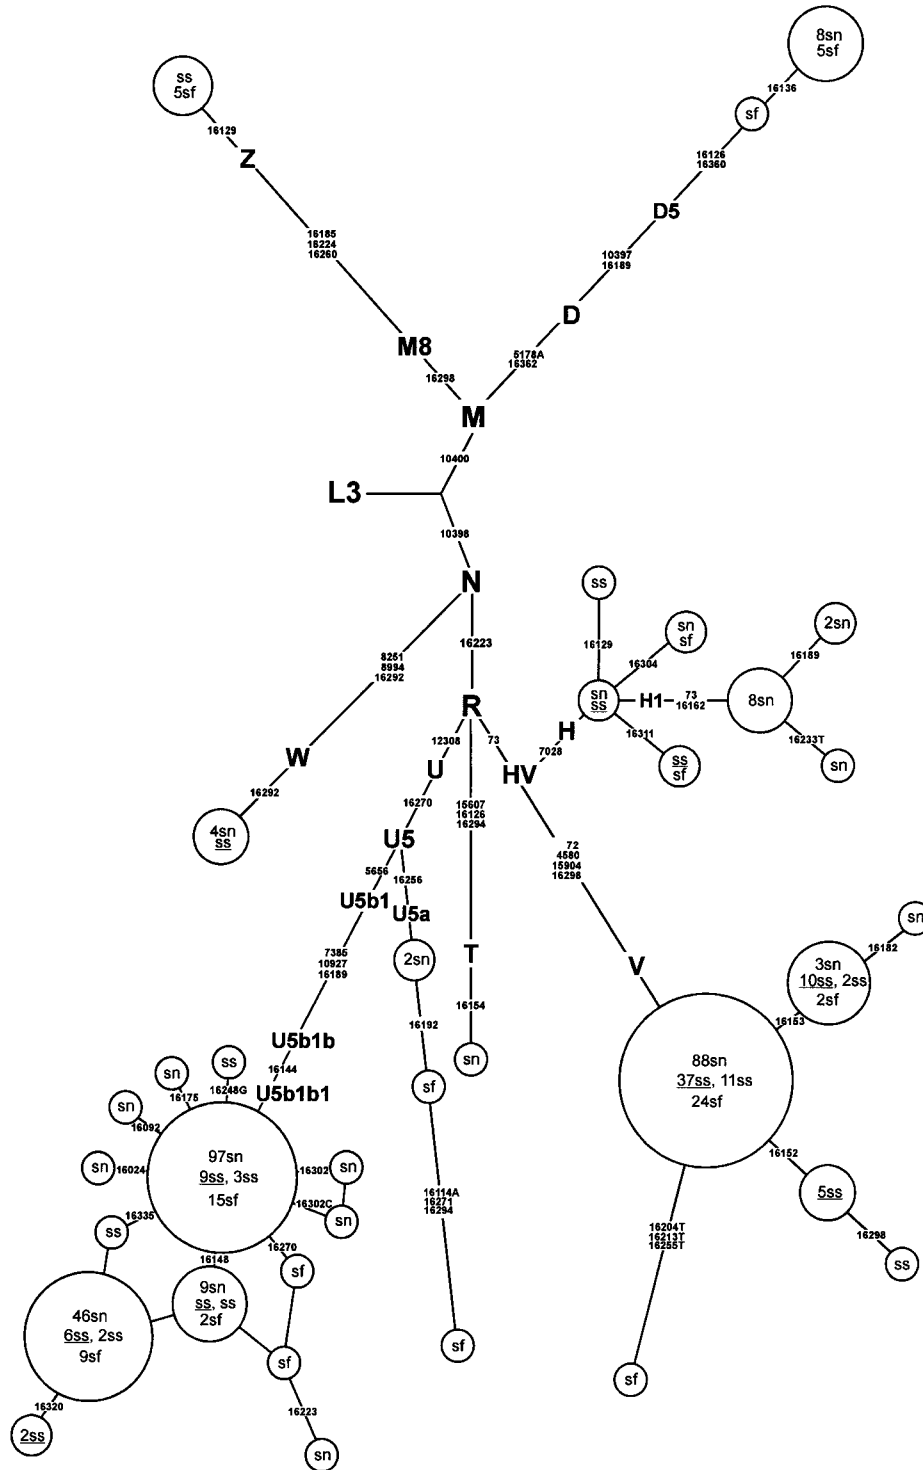 8sn
5sf
ss
5sf
16136
sf
16129
Z
16126
16360
D5
16185
16224
16260
10397
16189
D
M8
5178A
16362
16298
M
10400
L3
10398
N
ss
2sn
sn
sf
16223
16129
16304
16189
8251
8994
16292
R
sn
ss
H1
73
16162
8sn
12308
73
H
16311
16233T
7028
W
U
HV
ss
sf
sn
16292
16270
15607
16126
16294
4sn
ss
U5
72
4580
15904
16298
5656
16256
U5b1
U5a
sn
16182
7385
10927
16189
2sn
T
V
3sn
10ss, 2ss
2sf
16154
16153
16192
U5b1b
16144
sn
88sn
37ss, 11ss
24sf
sn
ss
sf
16175
16248G
U5b1b1
sn
16092
16152
sn
16024
97sn
9ss, 3ss
15sf
16302
sn
5ss
16302C
16114A
16271
16294
sn
16204T
16213T
16255T
16298
16335
ss
16270
16148
ss
sf
9sn
ss, ss
2sf
46sn
6ss, 2ss
9sf
sf
sf
sf
16320
16223
2ss
sn